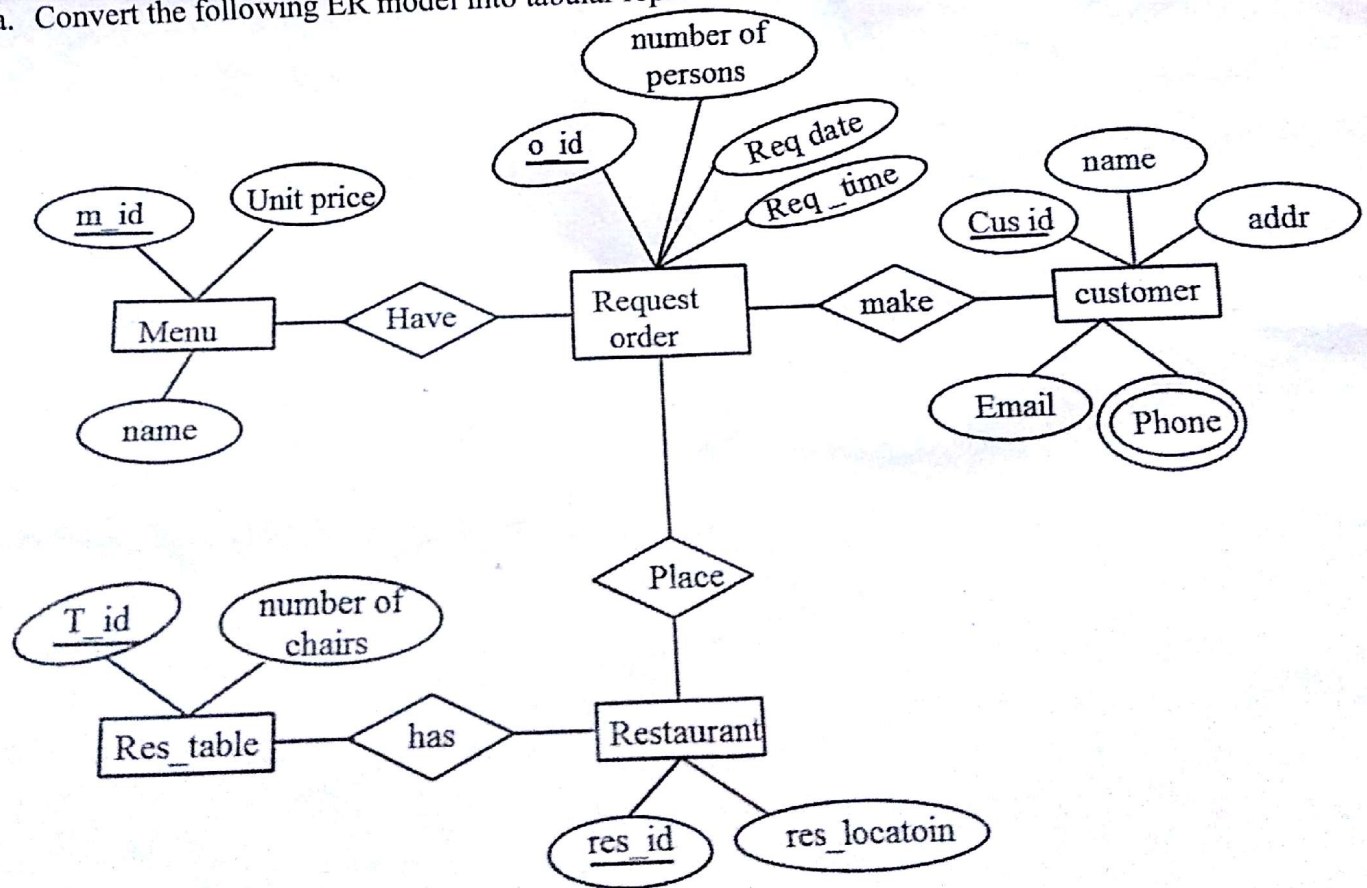 a. Convert the following ER model into tabular
number of
persons
o_id
Req date
Req_time
name
Cus id
addr
m_id
Unit price
Menu
Have
Request
order
make
customer
name
Email
Phone
Place
T_id
number of
chairs
Res_table
has
Restaurant
res_id
res_locatoin